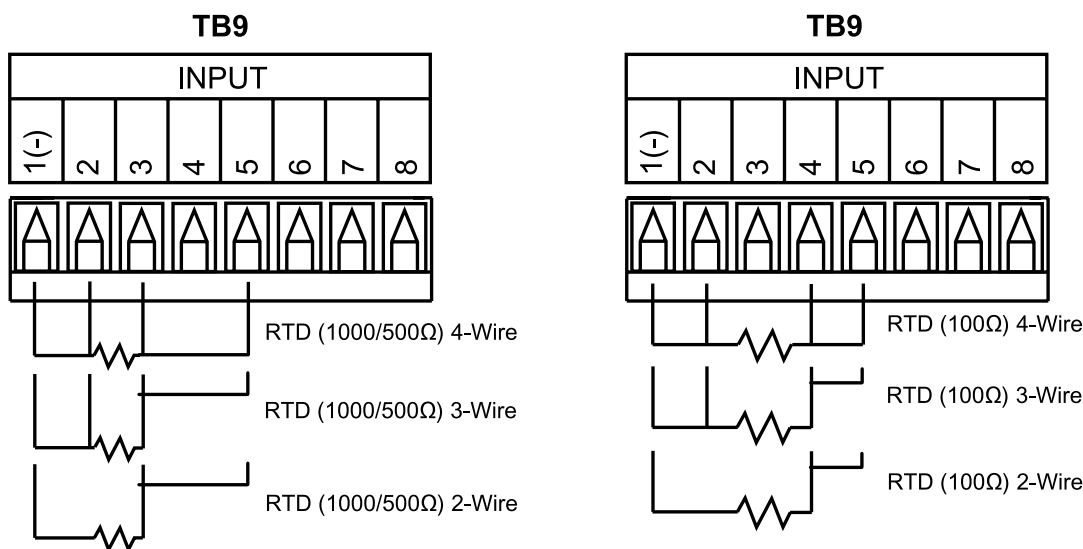 TB9
INPUT
1(-) 2 3 4 5 6 7 8
RTD (1000/500Ω) 4-Wire
RTD (1000/500Ω) 3-Wire
RTD (1000/500Ω) 2-Wire
TB9
INPUT
1(-) 2 3 4 5 6 7 8
RTD (100Ω) 4-Wire
RTD (100Ω) 3-Wire
RTD (100Ω) 2-Wire